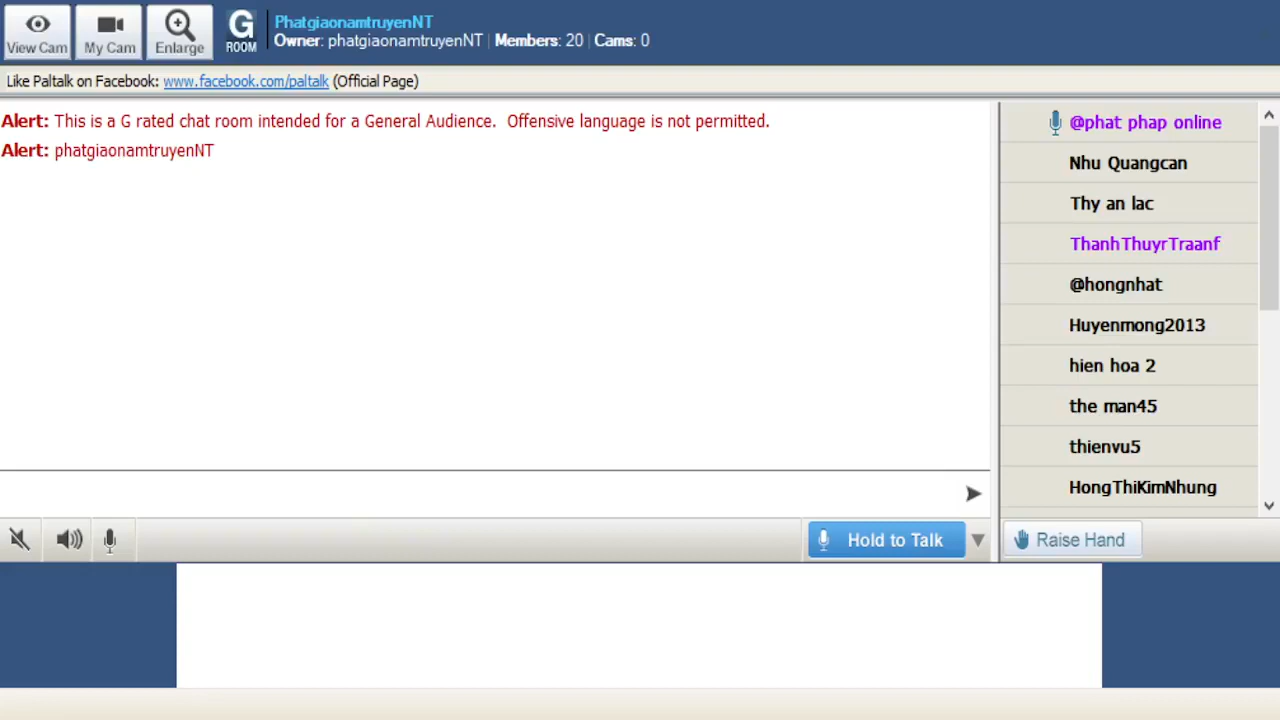 View Cam
My Cam
Enlarge
G
ROOM
PhatgiaonamtruyenNT
Owner: phatgiaonamtruyenNT | Members: 20 | Cams: 0
Like Paltalk on Facebook: www.facebook.com/paltalk (Official Page)
Alert: This is a G rated chat room intended for a General Audience. Offensive language is not permitted.
Alert: phatgiaonamtruyenNT
@phat phap online
Nhu Quangcan
Thy an lac
ThanhThuyrTraanf
@hongnhat
Huyenmong2013
hien hoa 2
the man45
thienvu5
HongThiKimNhung
Hold to Talk
Raise Hand